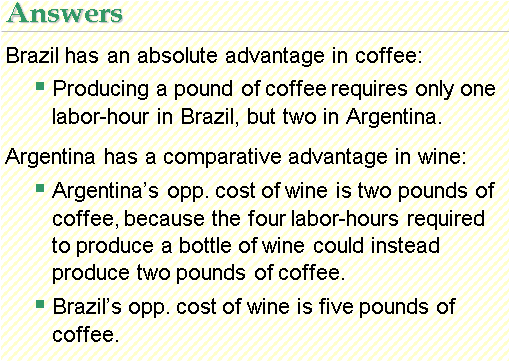 Answers
Brazil has an absolute advantage in coffee:
▪ Producing a pound of coffee requires only one
labor-hour in Brazil, but two in Argentina.
Argentina has a comparative advantage in wine:
▪ Argentina’s opp. cost of wine is two pounds of
coffee, because the four labor-hours required
to produce a bottle of wine could instead
produce two pounds of coffee.
▪ Brazil’s opp. cost of wine is five pounds of
coffee.